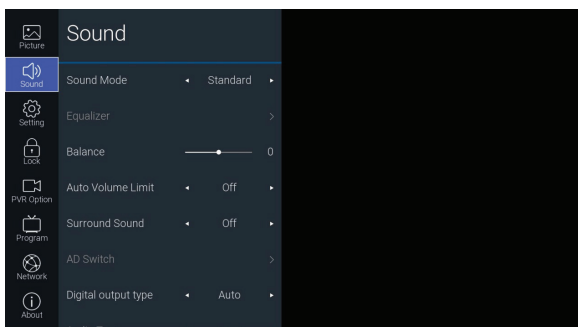 Picture
Sound
Setting
Lock
PVR Option
Program
Network
About
Sound
Sound Mode Standard
Equalizer
Balance 0
Auto Volume Limit Off
Surround Sound Off
AD Switch
Digital output type Auto